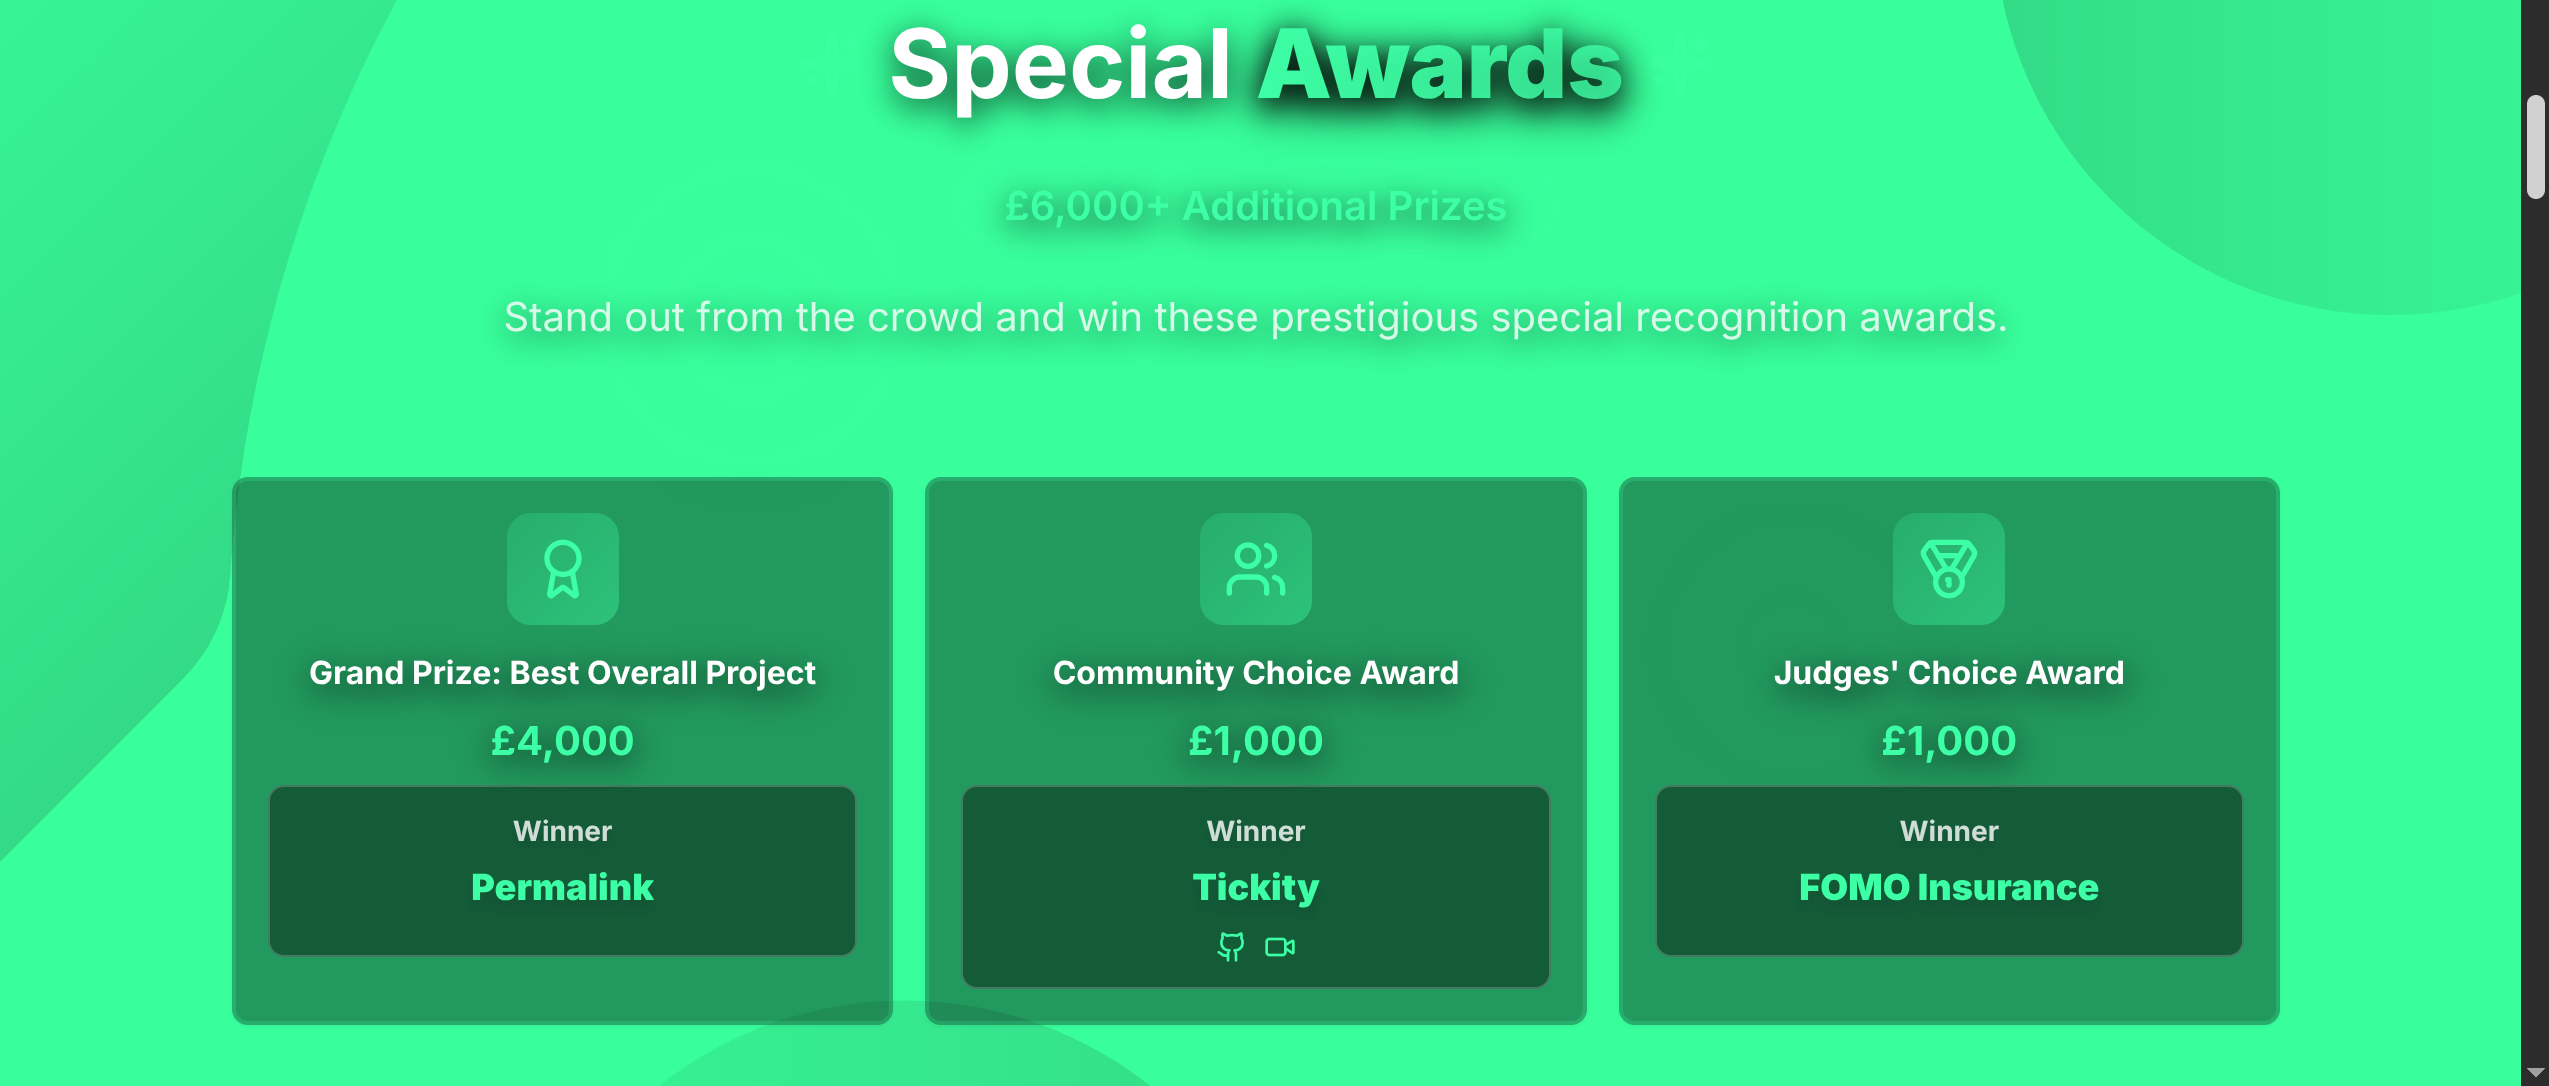 Special Awards
£6,000+ Additional Prizes
Stand out from the crowd and win these prestigious special recognition awards.
Grand Prize: Best Overall Project
£4,000
Winner
Permalink
Community Choice Award
£1,000
Winner
Tickity
Judges' Choice Award
£1,000
Winner
FOMO Insurance